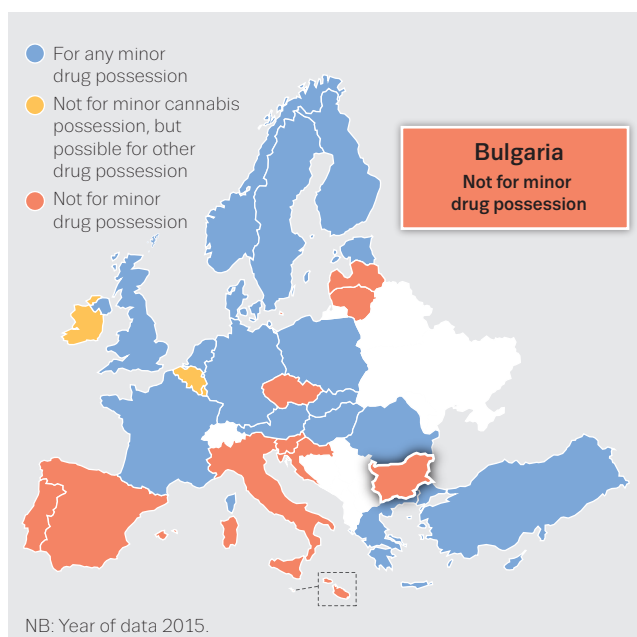 For any minor
drug possession
Not for minor cannabis
possession, but
possible for other
drug possession
Not for minor
drug possession
Bulgaria
Not for minor
drug possession
NB: Year of data 2015.